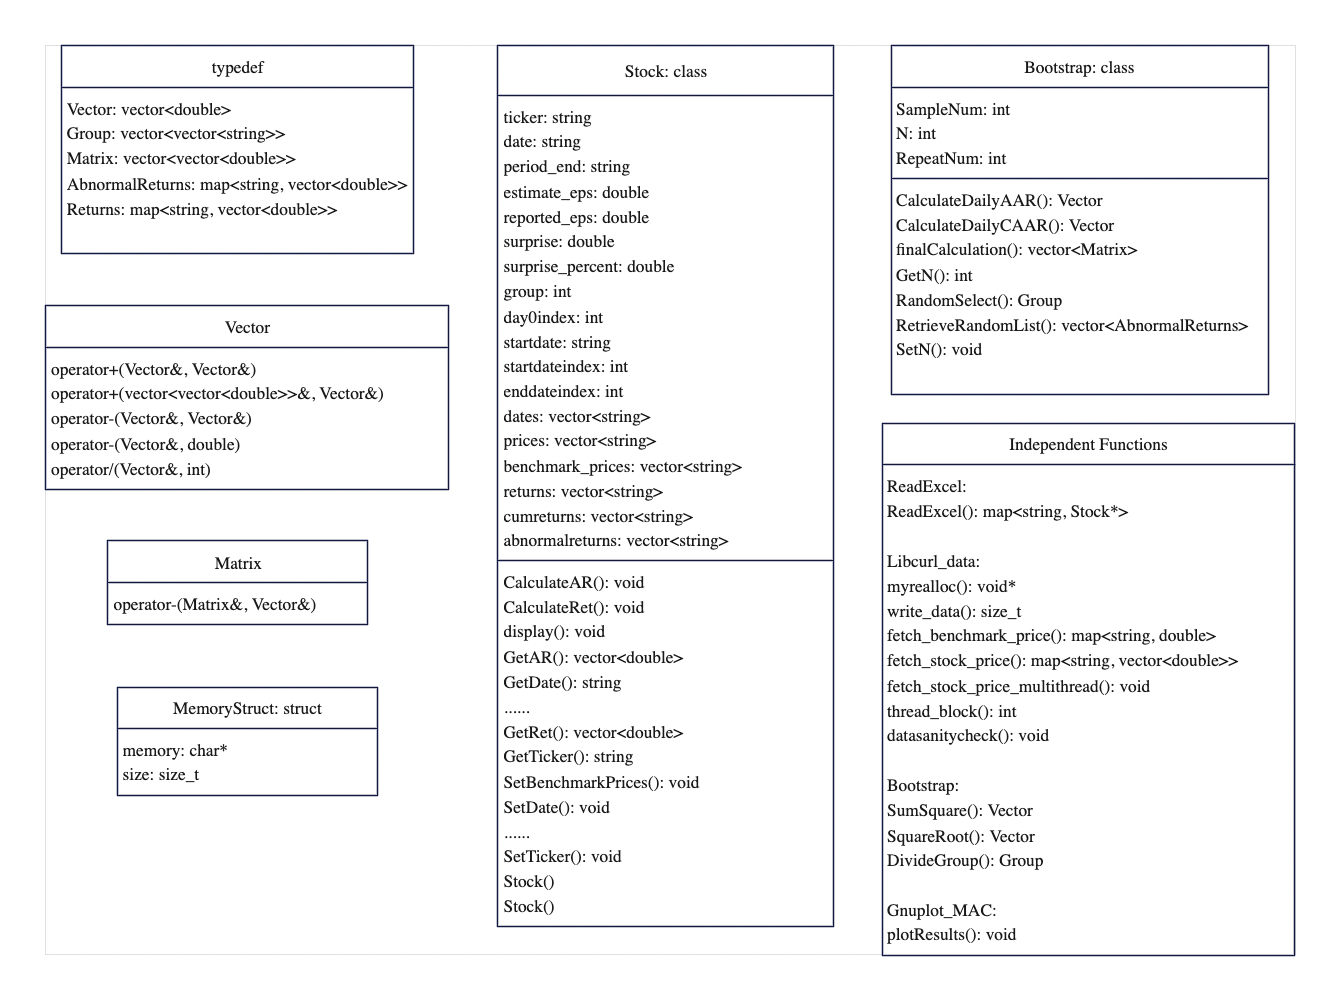 typedef
Vector: vector<double>
Group: vector<vector<string>>
Matrix: vector<vector<double>>
AbnormalReturns: map<string, vector<double>>
Returns: map<string, vector<double>>
Vector
operator+(Vector&, Vector&)
operator+(vector<vector<double>>&, Vector&)
operator-(Vector&, Vector&)
operator-(Vector&, double)
operator/(Vector&, int)
Matrix
operator-(Matrix&, Vector&)
MemoryStruct: struct
memory: char*
size: size_t
Stock: class
ticker: string
date: string
period_end: string
estimate_eps: double
reported_eps: double
surprise: double
surprise_percent: double
group: int
day0index: int
startdate: string
startdateindex: int
enddateindex: int
dates: vector<string>
prices: vector<string>
benchmark_prices: vector<string>
returns: vector<string>
cumreturns: vector<string>
abnormalreturns: vector<string>
CalculateAR(): void
CalculateRet(): void
display(): void
GetAR(): vector<double>
GetDate(): string
......
GetRet(): vector<double>
GetTicker(): string
SetBenchmarkPrices(): void
SetDate(): void
......
SetTicker(): void
Stock()
Stock()
Bootstrap: class
SampleNum: int
N: int
RepeatNum: int
CalculateDailyAAR(): Vector
CalculateDailyCAAR(): Vector
finalCalculation(): vector<Matrix>
GetN(): int
RandomSelect(): Group
RetrieveRandomList(): vector<AbnormalReturns>
SetN(): void
Independent Functions
ReadExcel:
ReadExcel(): map<string, Stock*>
Libcurl_data:
myrealloc(): void*
write_data(): size_t
fetch_benchmark_price(): map<string, double>
fetch_stock_price(): map<string, vector<double>>
fetch_stock_price_multithread(): void
thread_block(): int
datasanitycheck(): void
Bootstrap:
SumSquare(): Vector
SquareRoot(): Vector
DivideGroup(): Group
Gnuplot_MAC:
plotResults(): void